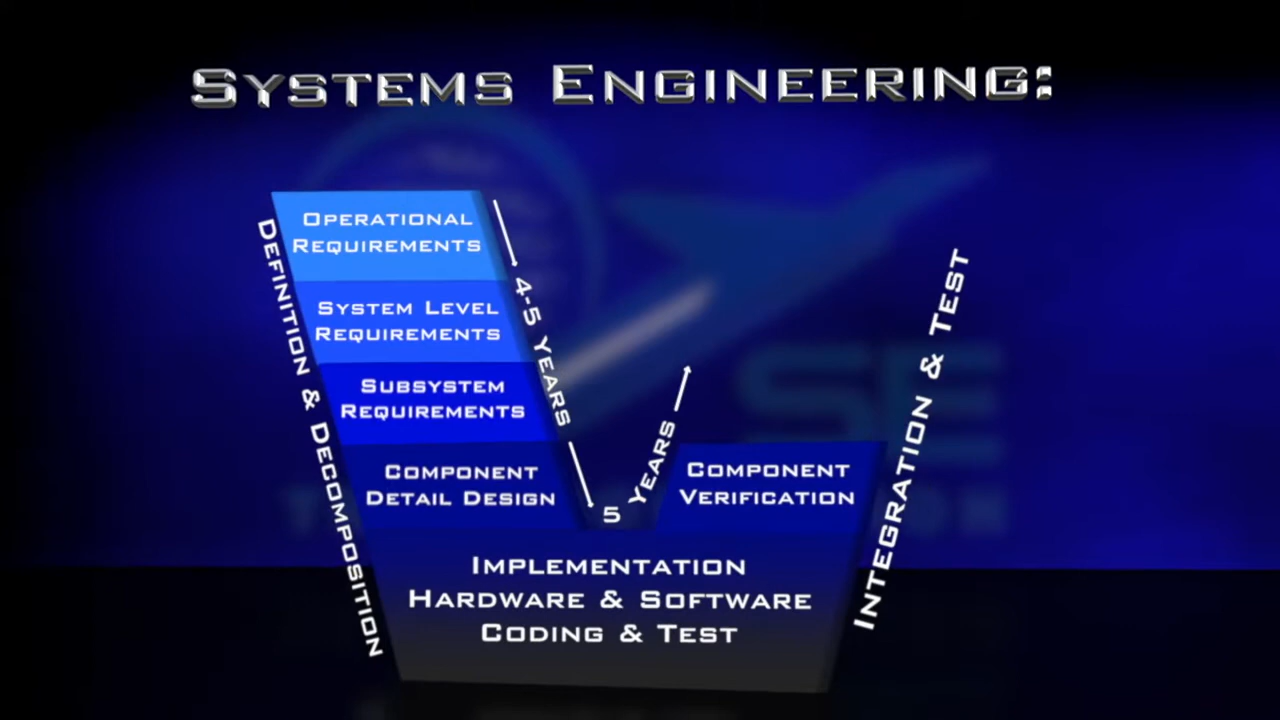 Systems Engineering:
Operational
Requirements
System Level
Requirements
Subsystem
Requirements
Component
Detail Design
Definition & Decomposition
4-5 Years
5 Years
Component
Verification
Integration & Test
Implementation
Hardware & Software
Coding & Test
SE